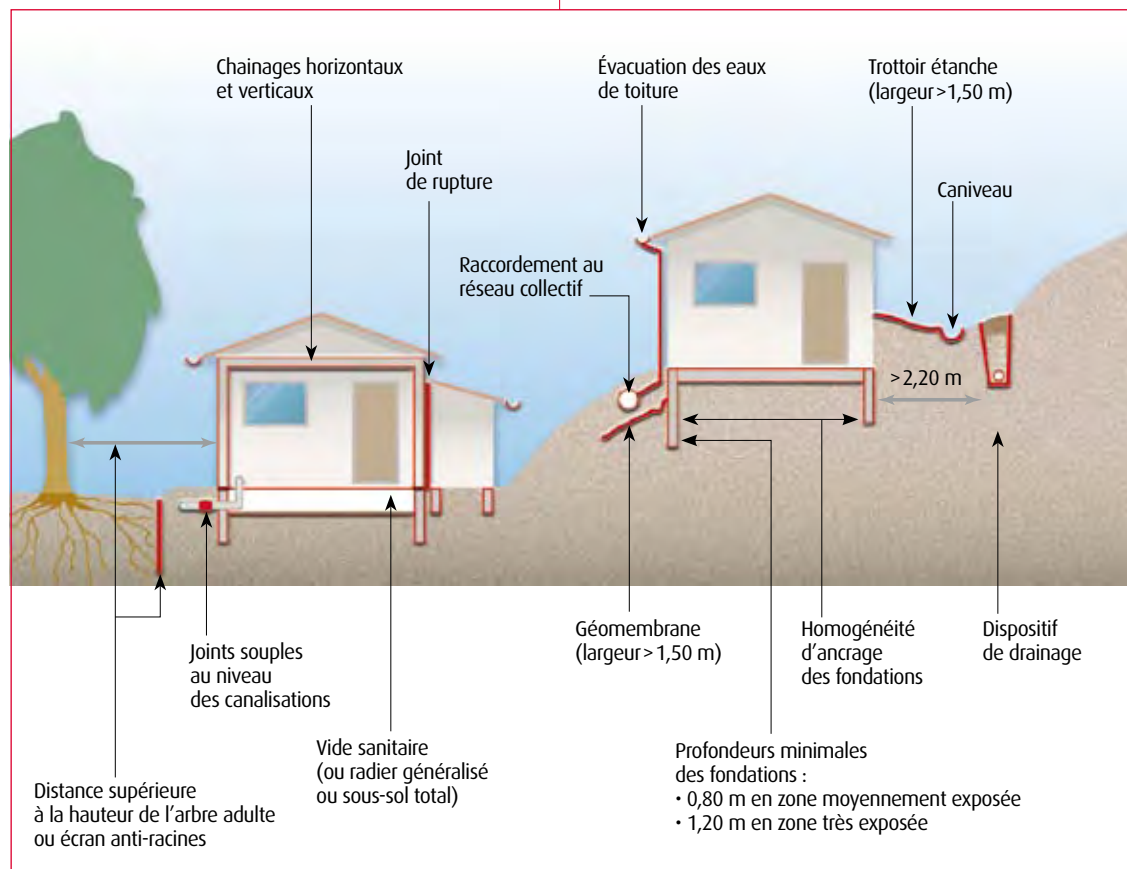 Chainages horizontaux
et verticaux
Évacuation des eaux
de toiture
Trottoir étanche
(largeur>1,50 m)
Joint
de rupture
Caniveau
Raccordement au
réseau collectif
>2,20 m
Joints souples
au niveau
des canalisations
Géomembrane
(largeur>1,50 m)
Homogénéité
d’ancrage
des fondations
Dispositif
de drainage
Vide sanitaire
(ou radier généralisé
ou sous-sol total)
Profondeurs minimales
des fondations :
• 0,80 m en zone moyennement exposée
• 1,20 m en zone très exposée
Distance supérieure
à la hauteur de l’arbre adulte
ou écran anti-racines